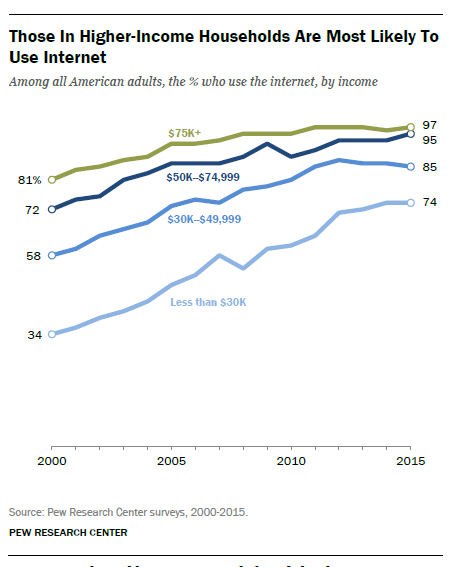 Those In Higher-Income Households Are Most Likely To
Use Internet
Among all American adults, the % who use the internet, by income
$75K+
97
95
81%
$50K–$74,999
85
72
$30K–$49,999
74
58
Less than $30K
34
2000
2005
2010
2015
Source: Pew Research Center surveys, 2000-2015.
PEW RESEARCH CENTER